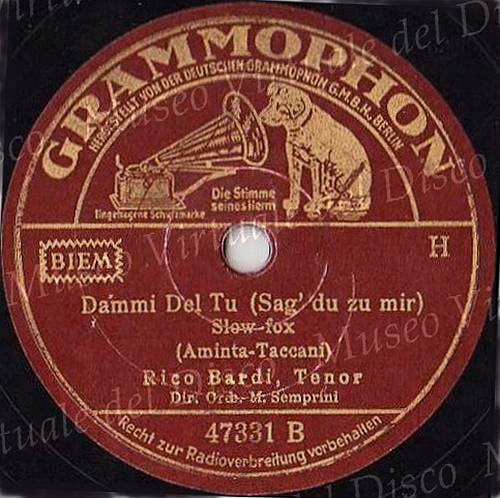 GRAMMOPHON
HERGESTELLT VON DER DEUTSCHEN GRAMMOPHON G.M.B.H., BERLIN
Die Stimme
seines Herrn
Eingetragene Schutzmarke
BIEM
H
Dammi Del Tu (Sag' du zu mir)
Slow-fox
(Aminta-Taccani)
Rico Bardi, Tenor
Dir. Orch. M. Semprini
47331 B
Recht zur Radioverbreitung vorbehalten
Museo Virtuale del Disco